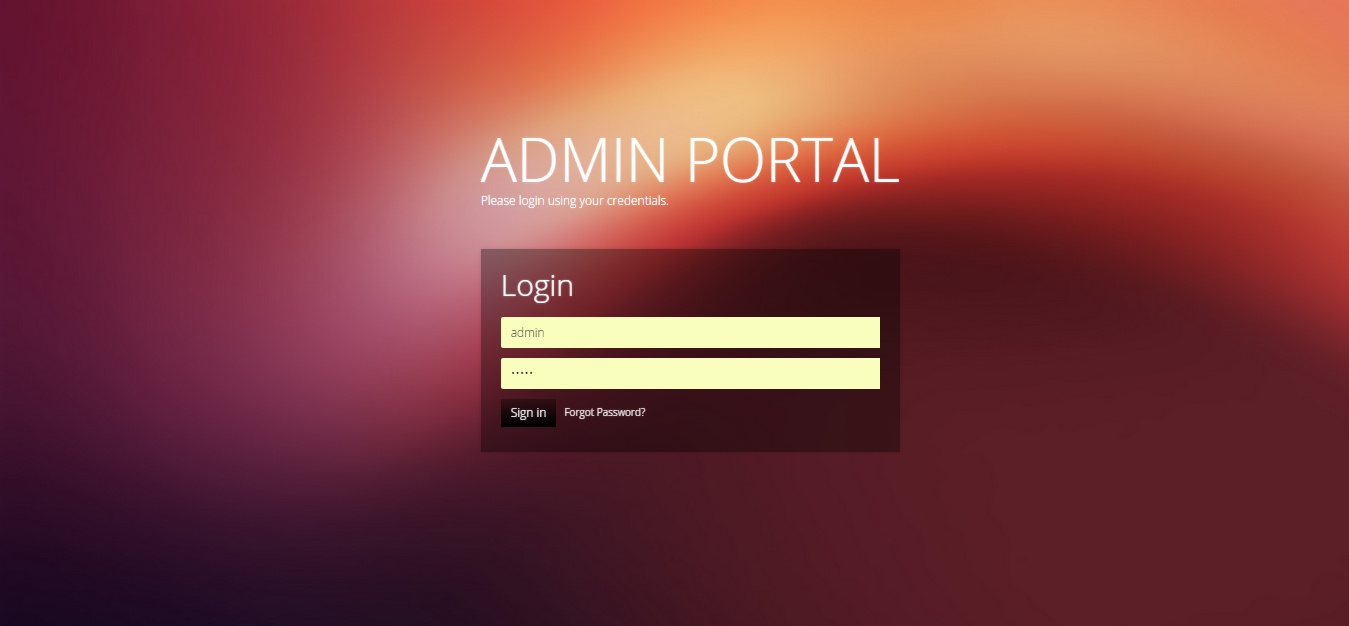 ADMIN PORTAL
Please login using your credentials.
Login
admin
•••••
Sign in Forgot Password?